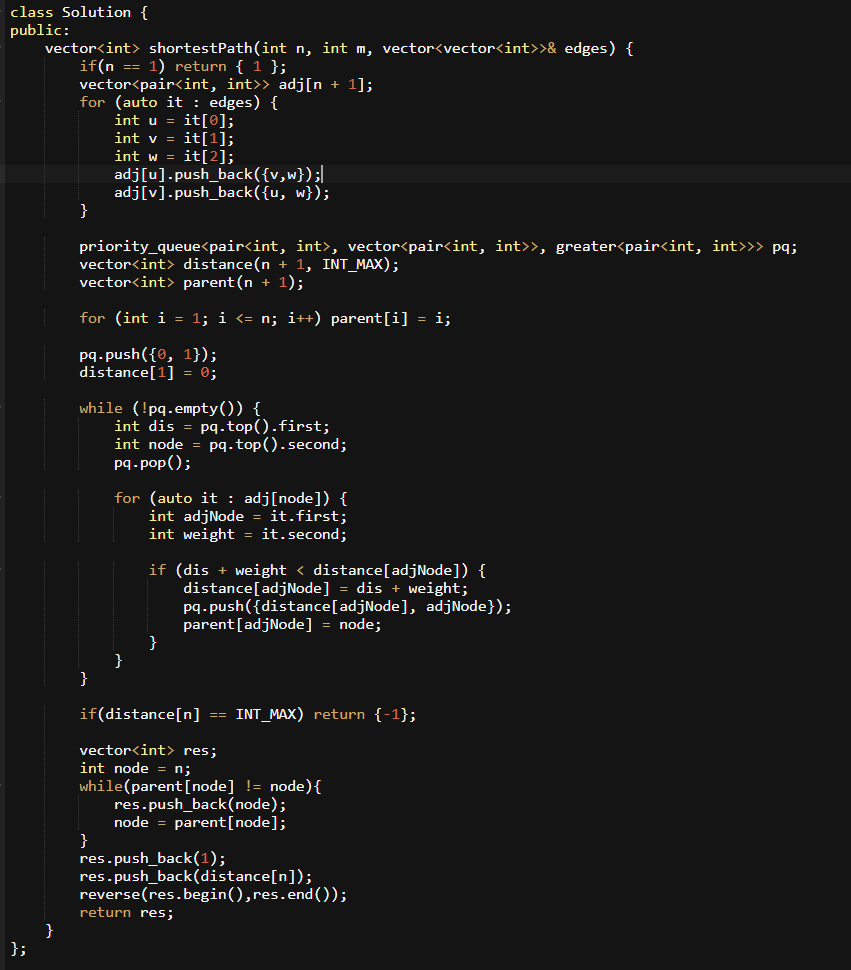 class Solution {
public:
    vector<int> shortestPath(int n, int m, vector<vector<int>>& edges) {
        if(n == 1) return { 1 };
        vector<pair<int, int>> adj[n + 1];
        for (auto it : edges) {
            int u = it[0];
            int v = it[1];
            int w = it[2];
            adj[u].push_back({v,w});
            adj[v].push_back({u, w});
        }

        priority_queue<pair<int, int>, vector<pair<int, int>>, greater<pair<int, int>>> pq;
        vector<int> distance(n + 1, INT_MAX);
        vector<int> parent(n + 1);

        for (int i = 1; i <= n; i++) parent[i] = i;

        pq.push({0, 1});
        distance[1] = 0;

        while (!pq.empty()) {
            int dis = pq.top().first;
            int node = pq.top().second;
            pq.pop();

            for (auto it : adj[node]) {
                int adjNode = it.first;
                int weight = it.second;

                if (dis + weight < distance[adjNode]) {
                    distance[adjNode] = dis + weight;
                    pq.push({distance[adjNode], adjNode});
                    parent[adjNode] = node;
                }
            }
        }

        if(distance[n] == INT_MAX) return {-1};

        vector<int> res;
        int node = n;
        while(parent[node] != node){
            res.push_back(node);
            node = parent[node];
        }
        res.push_back(1);
        res.push_back(distance[n]);
        reverse(res.begin(),res.end());
        return res;
    }
};